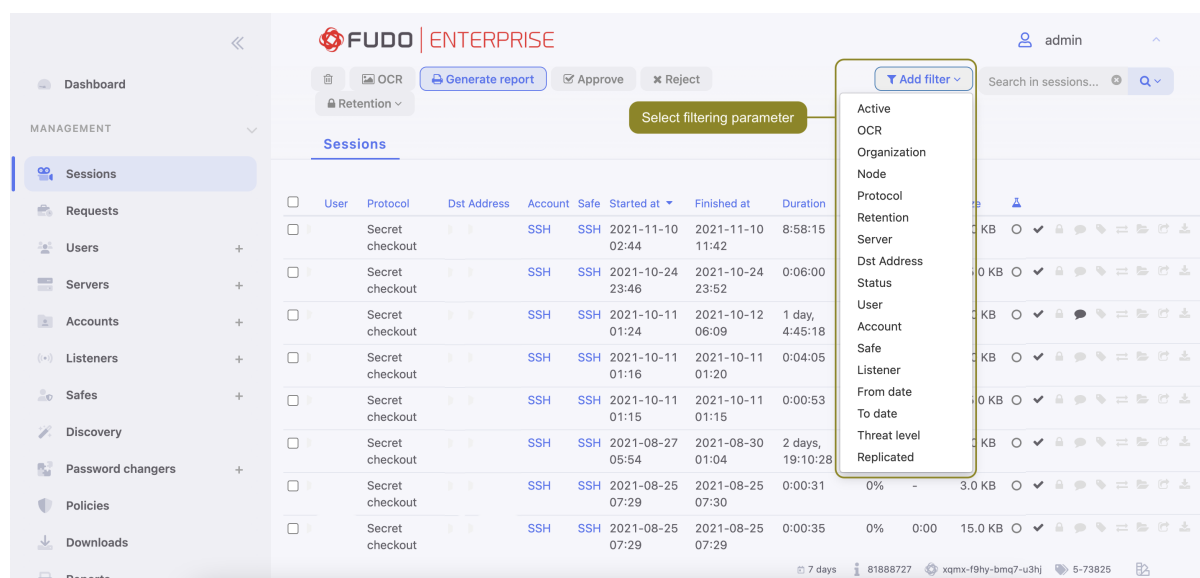 FUDO ENTERPRISE
admin
Dashboard
OCR
Generate report
Approve
Reject
Add filter
Search in sessions...
Retention
Select filtering parameter
MANAGEMENT
Sessions
Sessions
Requests
Users
Servers
Accounts
Listeners
Safes
Discovery
Password changers
Policies
Downloads
Active
OCR
Organization
Node
Protocol
Retention
Server
Dst Address
Status
User
Account
Safe
Listener
From date
To date
Threat level
Replicated
User Protocol Dst Address Account Safe Started at Finished at Duration
Secret SSH SSH 2021-11-10 2021-11-10 8:58:15 KB
checkout 02:44 11:42
Secret SSH SSH 2021-10-24 2021-10-24 0:06:00 KB
checkout 23:46 23:52
Secret SSH SSH 2021-10-11 2021-10-12 1 day, KB
checkout 01:24 06:09 4:45:18
Secret SSH SSH 2021-10-11 2021-10-11 0:04:05 KB
checkout 01:16 01:20
Secret SSH SSH 2021-10-11 2021-10-11 0:00:53 KB
checkout 01:15 01:15
Secret SSH SSH 2021-08-27 2021-08-30 2 days, KB
checkout 05:54 01:04 19:10:28
Secret SSH SSH 2021-08-25 2021-08-25 0:00:31 0% - 3.0 KB
checkout 07:29 07:30
Secret SSH SSH 2021-08-25 2021-08-25 0:00:35 0% 0:00 15.0 KB
checkout 07:29 07:29
7 days 81888727 xqmx-f9hy-bmq7-u3hj 5-73825